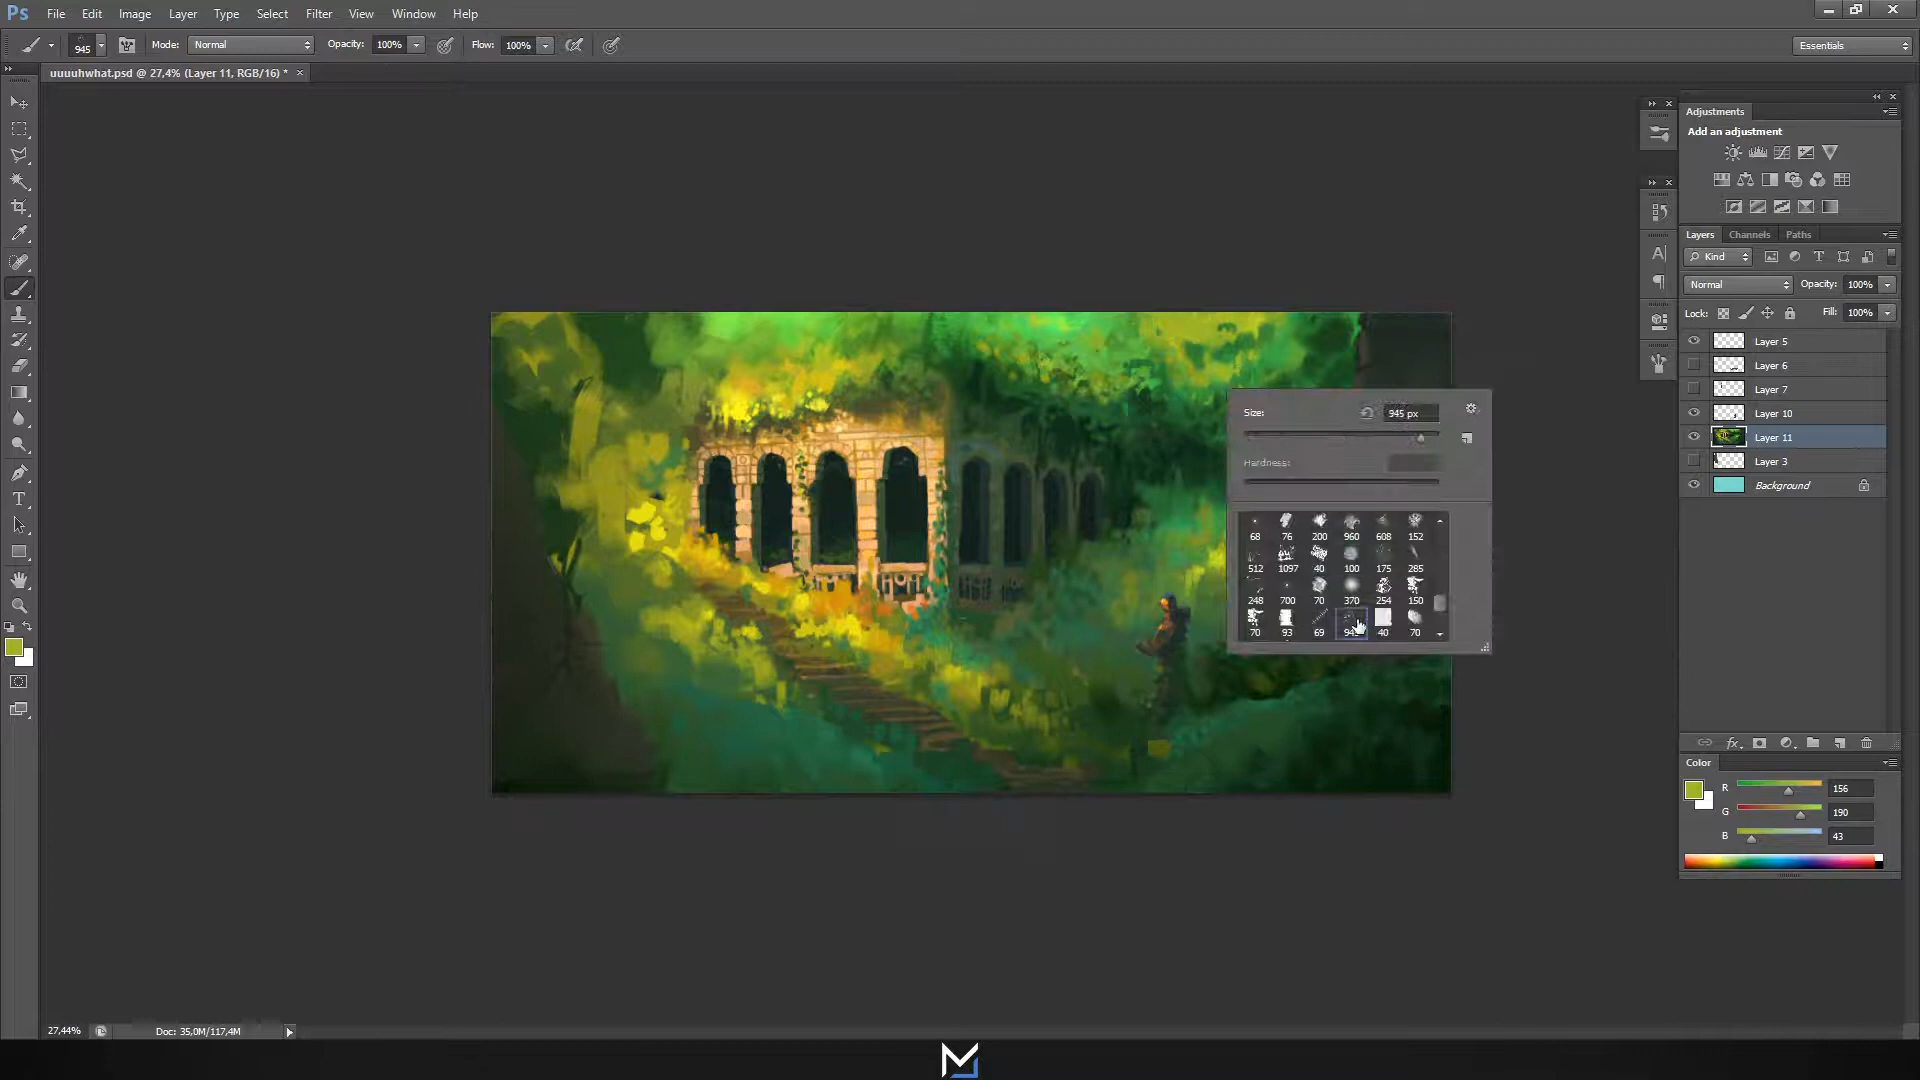 Ps File Edit Image Layer Type Select Filter View Window Help
945 Mode: Normal Opacity: 100% Flow: 100% Essentials
uuuuhwhat.psd @ 27,4% (Layer 11, RGB/16) *
Adjustments
Add an adjustment
Layers Channels Paths
Kind
Normal Opacity: 100%
Lock: Fill: 100%
Layer 5
Layer 6
Layer 7
Layer 10
Layer 11
Layer 3
Background
Size: 945 px
Hardness:
68 76 200 960 608 152
512 1097 40 100 175 285
248 700 70 370 254 150
70 93 69 40 70
Color
R 156
G 190
B 43
27,44% Doc: 35,0M/117,4M